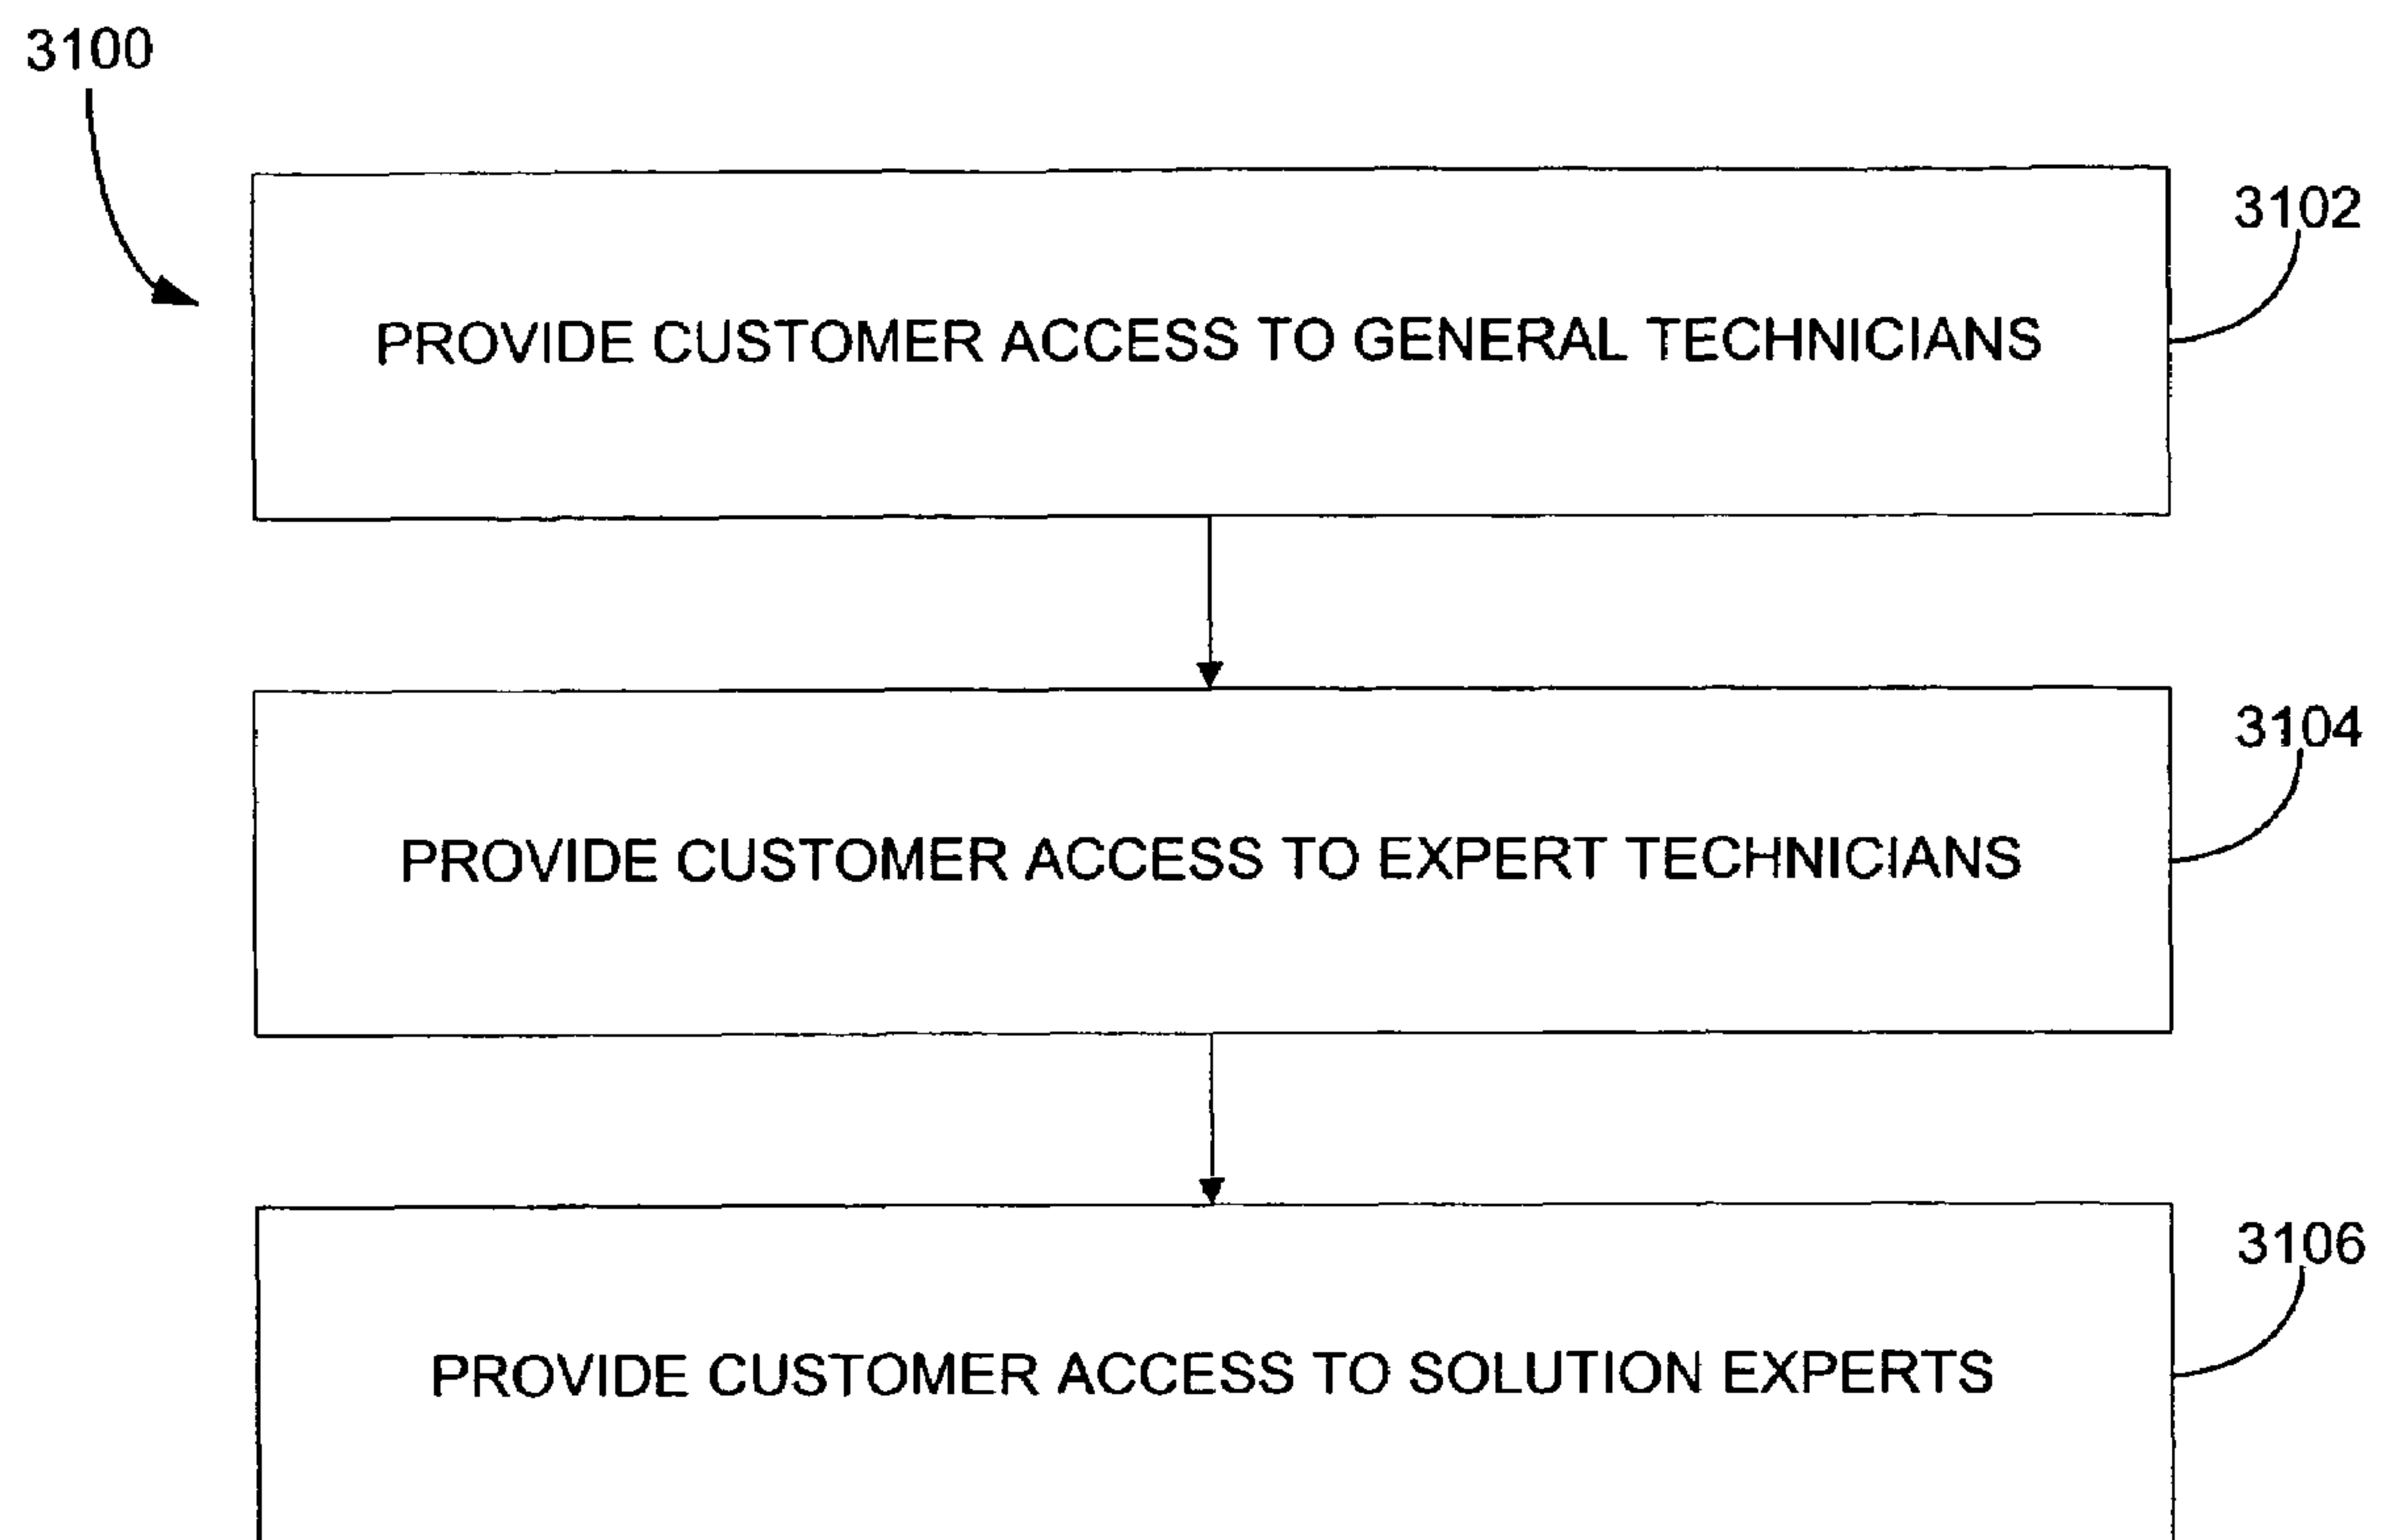 3100
3102
PROVIDE CUSTOMER ACCESS TO GENERAL TECHNICIANS
3104
PROVIDE CUSTOMER ACCESS TO EXPERT TECHNICIANS
3106
PROVIDE CUSTOMER ACCESS TO SOLUTION EXPERTS